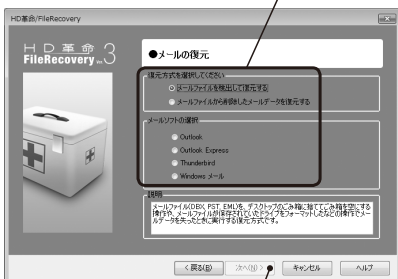 HD革命/FileRecovery
HD革命
FileRecovery Ver.3
●メールの復元
復元方式を選択してください
メールファイルを検出して復元する
メールファイルから削除したメールデータを復元する
メールソフトの選択
Outlook
Outlook Express
Thunderbird
Windows メール
説明
メールファイル(DBX, PST, EML)を、デスクトップのごみ箱に捨ててごみ箱を空にする
操作や、メールファイルが保存されていたドライブをフォーマットしたなどの操作でメー
ルデータを失ったときに実行する復元方式です。
< 戻る(B)
次へ(N) >
キャンセル
ヘルプ